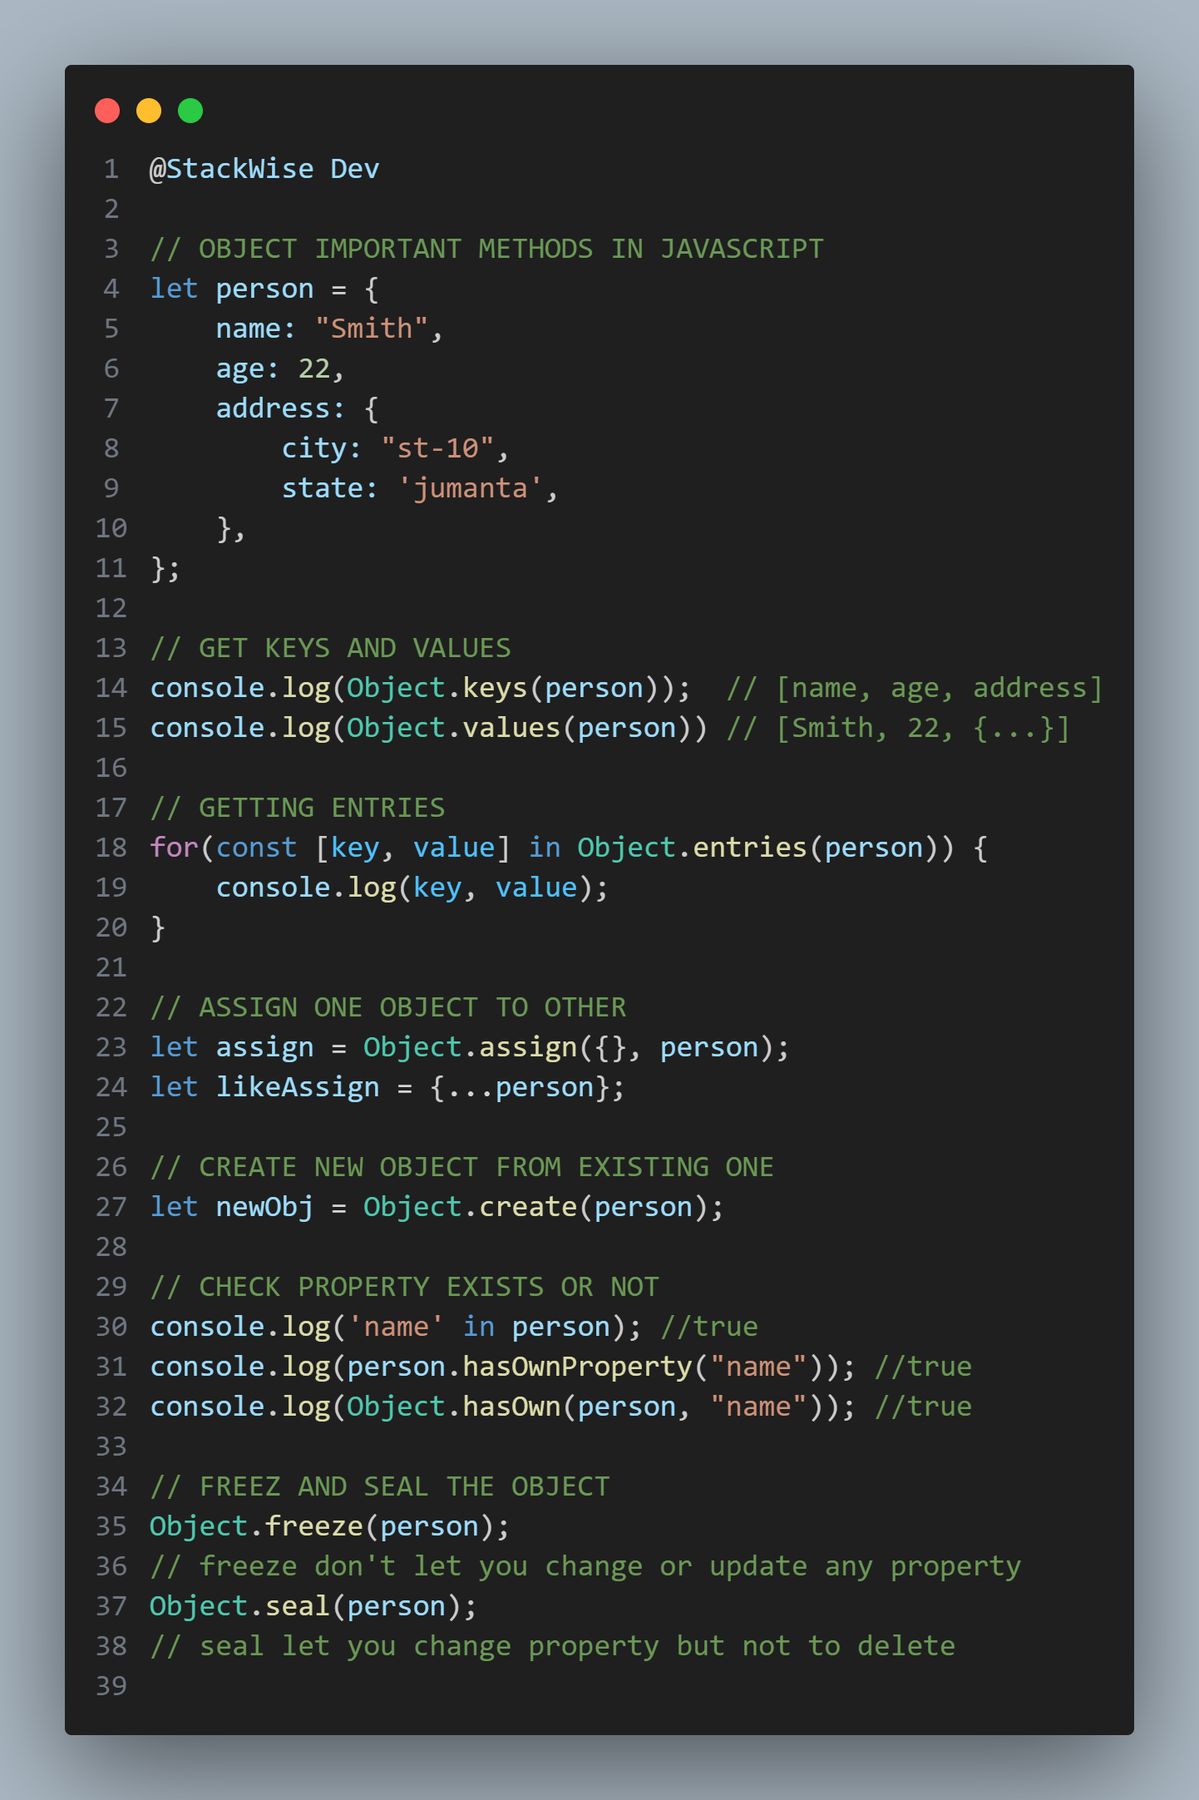 1 @StackWise Dev
2
3 // OBJECT IMPORTANT METHODS IN JAVASCRIPT
4 let person = {
5     name: "Smith",
6     age: 22,
7     address: {
8         city: "st-10",
9         state: 'jumanta',
10     },
11 };
12
13 // GET KEYS AND VALUES
14 console.log(Object.keys(person));  // [name, age, address]
15 console.log(Object.values(person)) // [Smith, 22, {...}]
16
17 // GETTING ENTRIES
18 for(const [key, value] in Object.entries(person)) {
19     console.log(key, value);
20 }
21
22 // ASSIGN ONE OBJECT TO OTHER
23 let assign = Object.assign({}, person);
24 let likeAssign = {...person};
25
26 // CREATE NEW OBJECT FROM EXISTING ONE
27 let newObj = Object.create(person);
28
29 // CHECK PROPERTY EXISTS OR NOT
30 console.log('name' in person); //true
31 console.log(person.hasOwnProperty("name")); //true
32 console.log(Object.hasOwn(person, "name")); //true
33
34 // FREEZ AND SEAL THE OBJECT
35 Object.freeze(person);
36 // freeze don't let you change or update any property
37 Object.seal(person);
38 // seal let you change property but not to delete
39